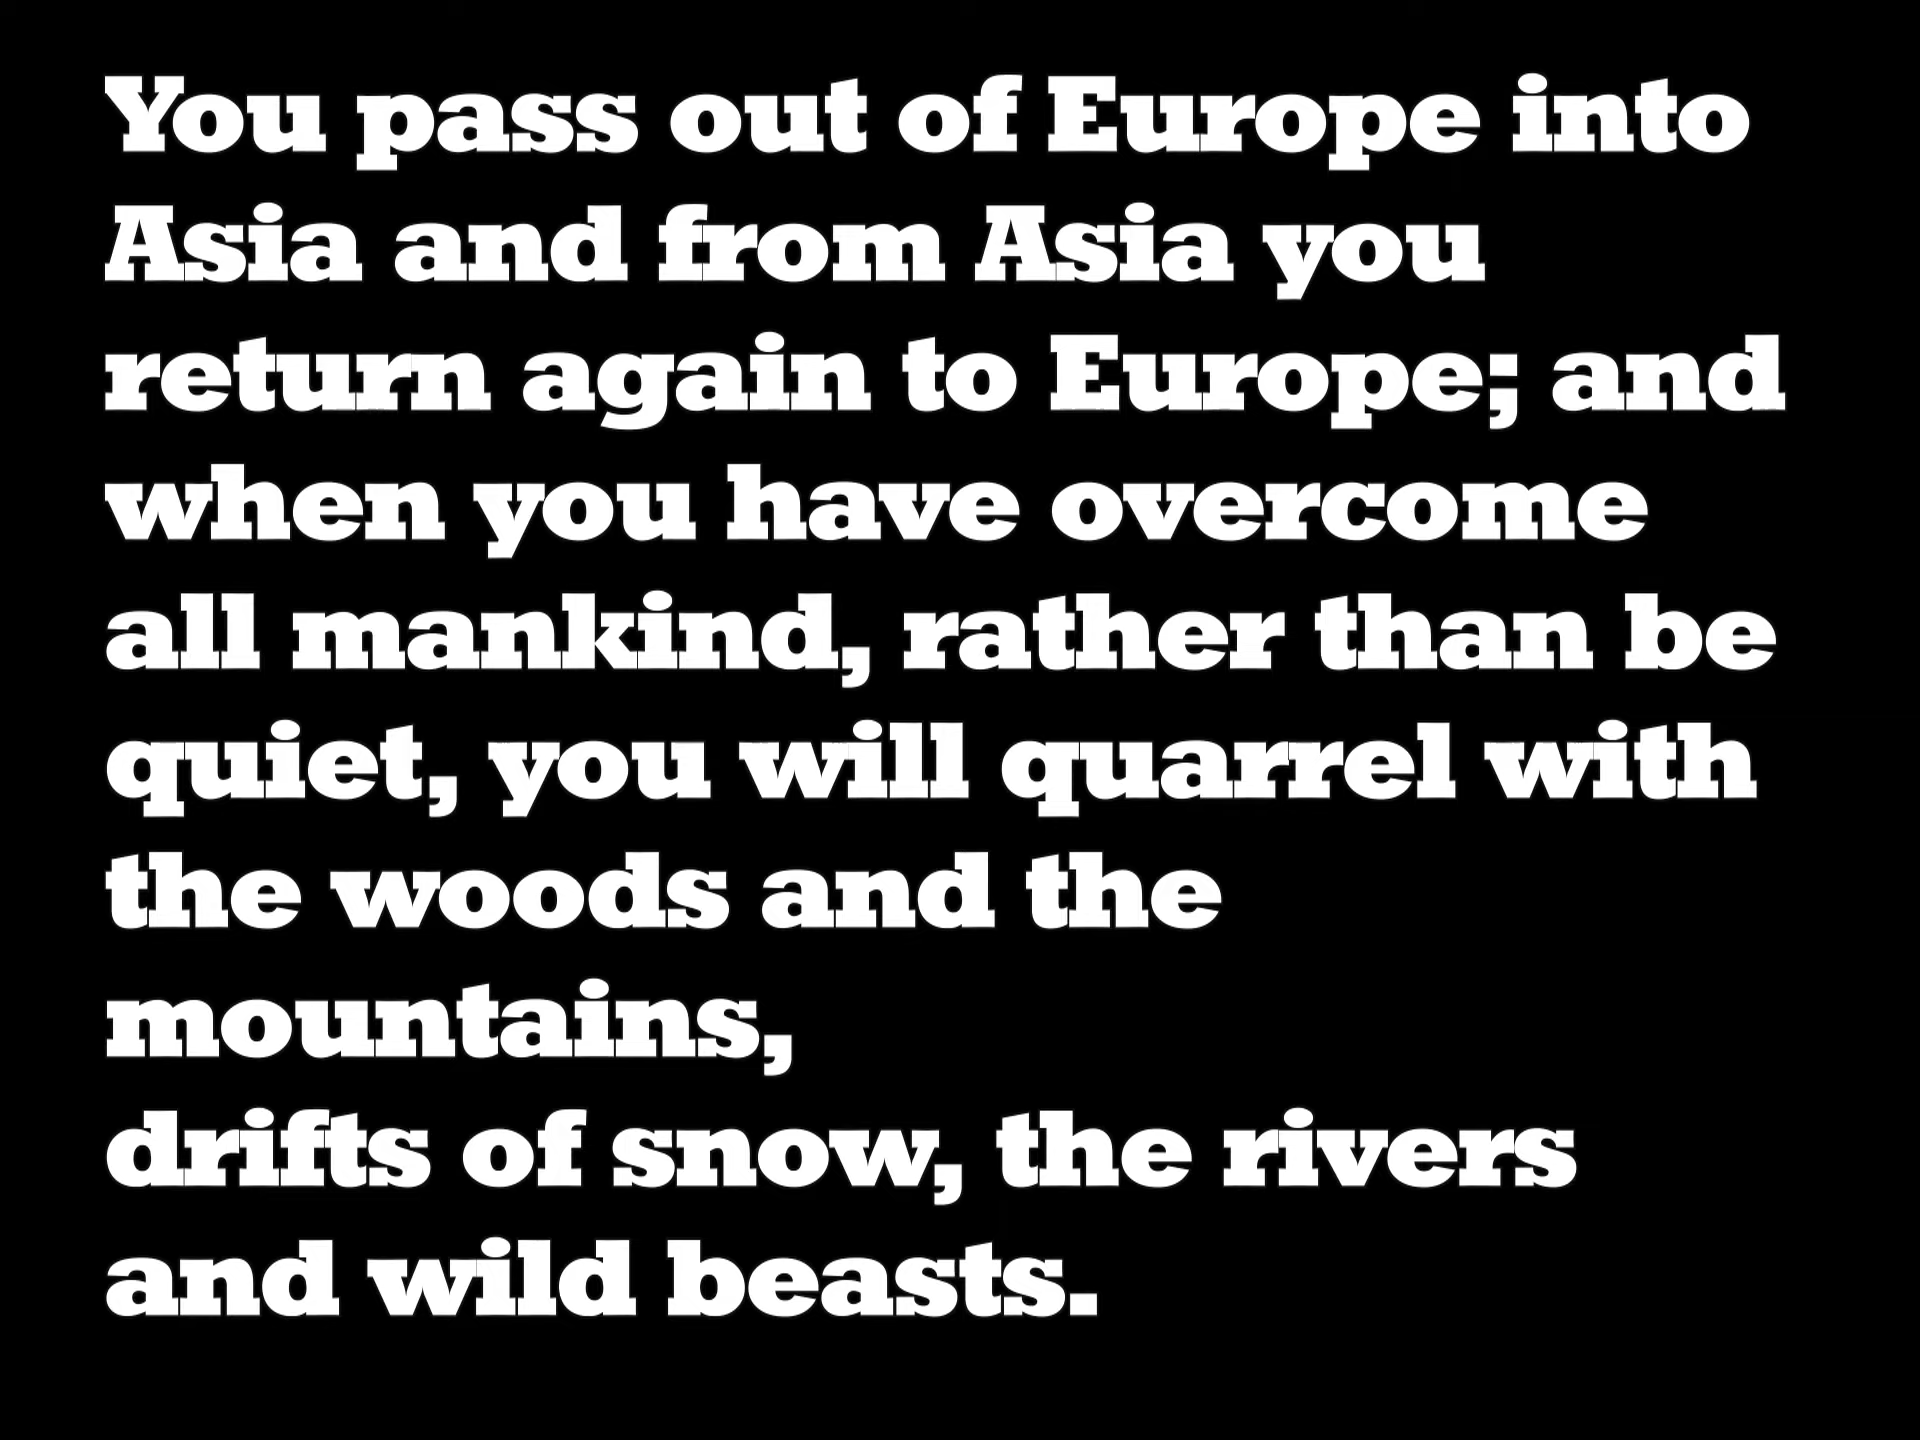 You pass out of Europe into
Asia and from Asia you
return again to Europe; and
when you have overcome
all mankind, rather than be
quiet, you will quarrel with
the woods and the
mountains,
drifts of snow, the rivers
and wild beasts.